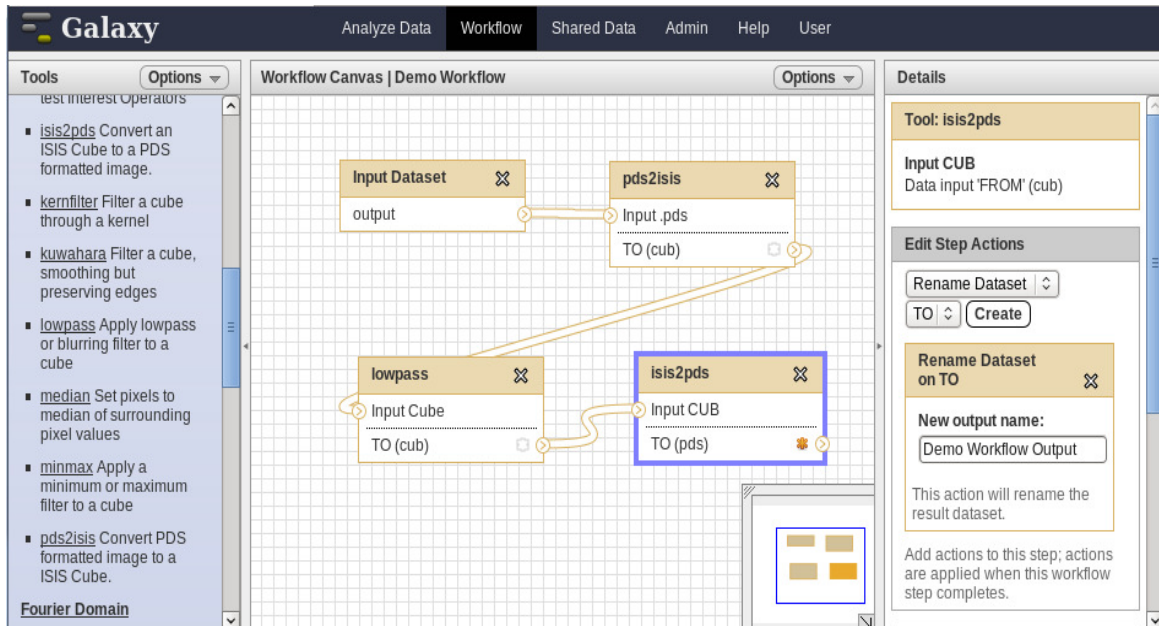 Galaxy
Analyze Data
Workflow
Shared Data
Admin
Help
User
Tools
Options
test Interest Operators
isis2pds Convert an
ISIS Cube to a PDS
formatted image.
kernfilter Filter a cube
through a kernel
kuwahara Filter a cube,
smoothing but
preserving edges
lowpass Apply lowpass
or blurring filter to a
cube
median Set pixels to
median of surrounding
pixel values
minmax Apply a
minimum or maximum
filter to a cube
pds2isis Convert PDS
formatted image to a
ISIS Cube.
Fourier Domain
Workflow Canvas | Demo Workflow
Options
Input Dataset
output
pds2isis
Input .pds
TO (cub)
lowpass
Input Cube
TO (cub)
isis2pds
Input CUB
TO (pds)
Details
Tool: isis2pds
Input CUB
Data input 'FROM' (cub)
Edit Step Actions
Rename Dataset
TO
Create
Rename Dataset
on TO
New output name:
Demo Workflow Output
This action will rename the
result dataset.
Add actions to this step; actions
are applied when this workflow
step completes.